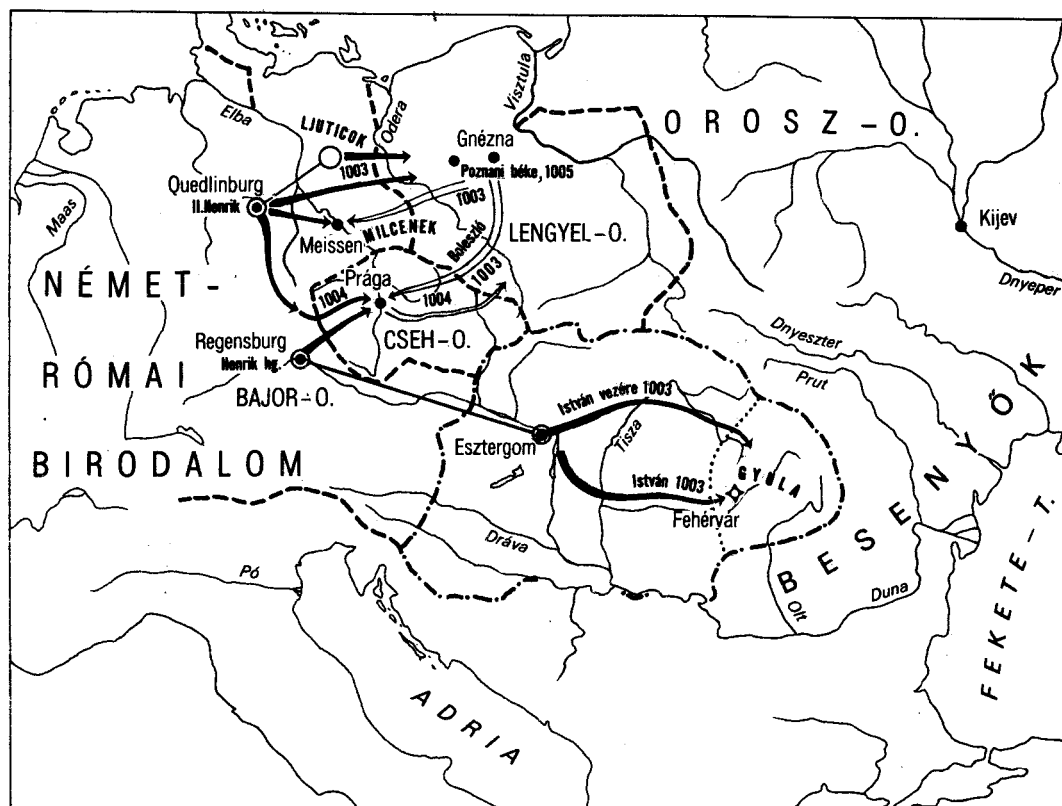 Elba
LJUTICOK
1003
Odera
Visztula
Gnézna
Poznani béke, 1005
OROSZ-O.
Quedlinburg
II. Henrik
Maas
1003
Meissen
MILCENEK
Boleszló
1003
LENGYEL-O.
Kijev
Dnyeper
NÉMET-
RÓMAI
BIRODALOM
Prága
1004
1004
CSEH-O.
Regensburg
Henrik hg.
BAJOR-O.
Dnyeszter
Prut
Esztergom
István vezére 1003
Tisza
István 1003
GYULA
Fehérvár
BESENYŐK
Dráva
Pó
Olt
Duna
FEKETE-T.
ADRIA